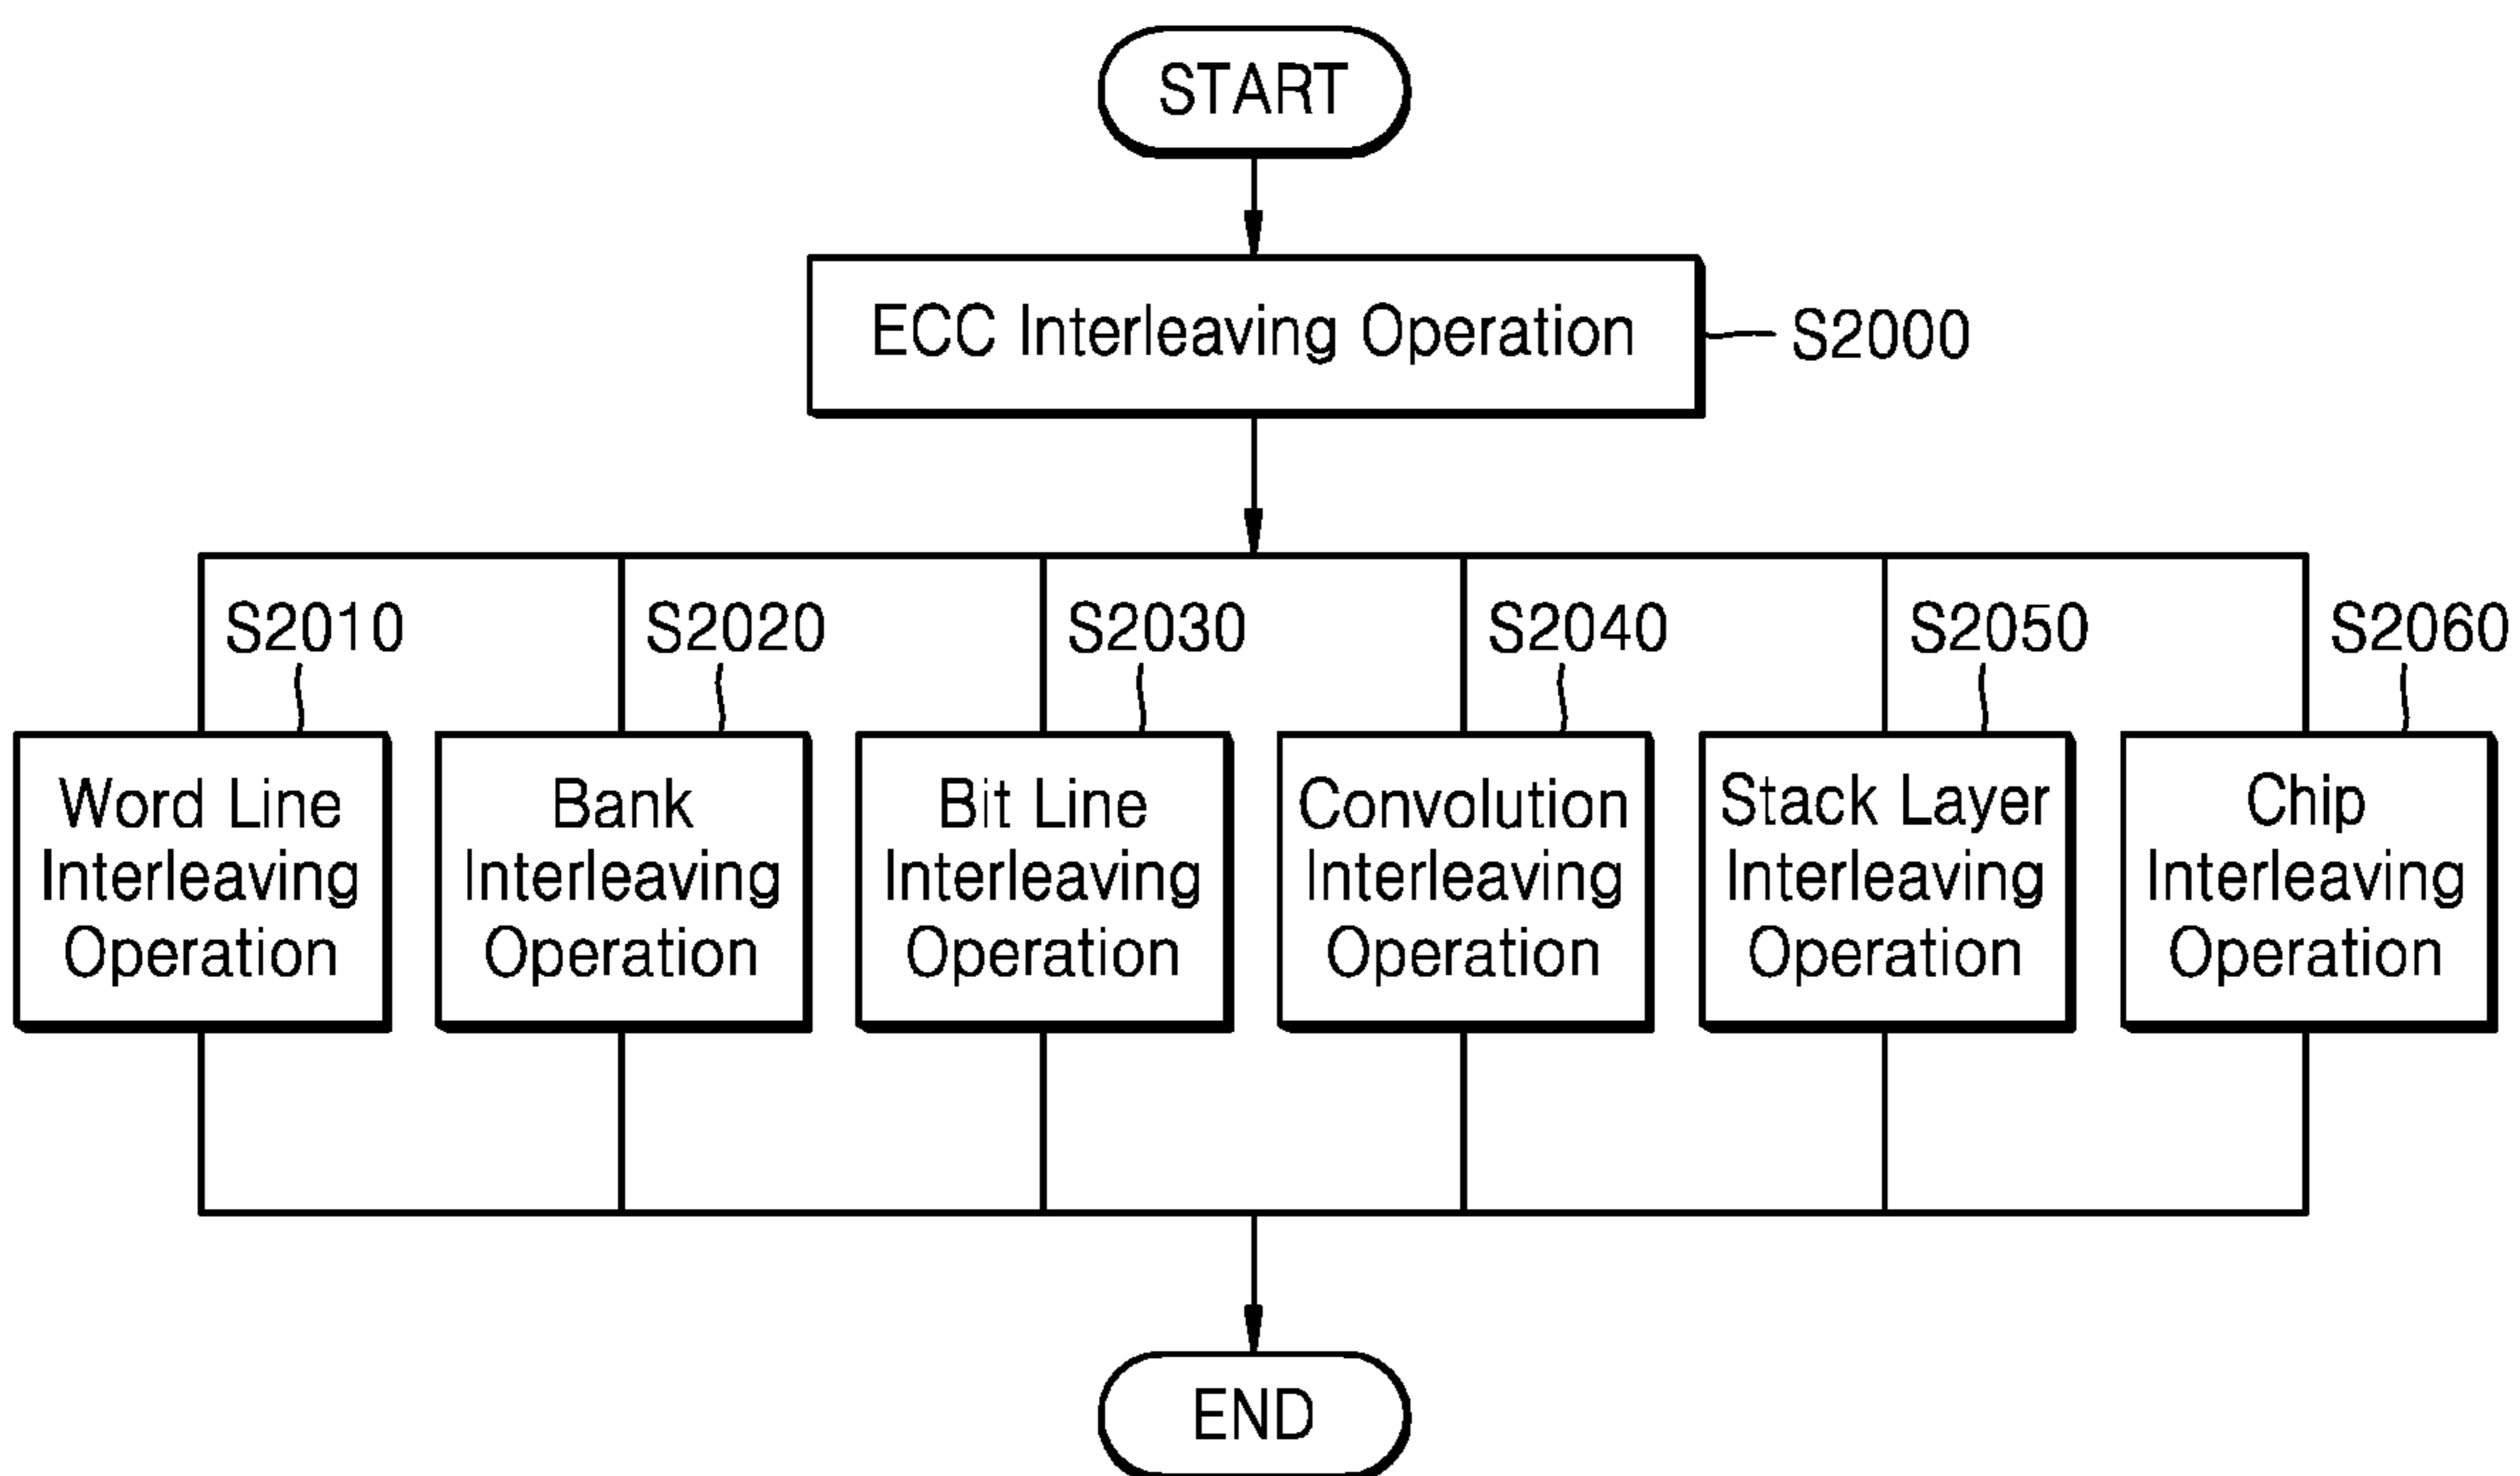 START
ECC Interleaving Operation
S2000
S2010
S2020
S2030
S2040
S2050
S2060
Word Line
Interleaving
Operation
Bank
Interleaving
Operation
Bit Line
Interleaving
Operation
Convolution
Interleaving
Operation
Stack Layer
Interleaving
Operation
Chip
Interleaving
Operation
END